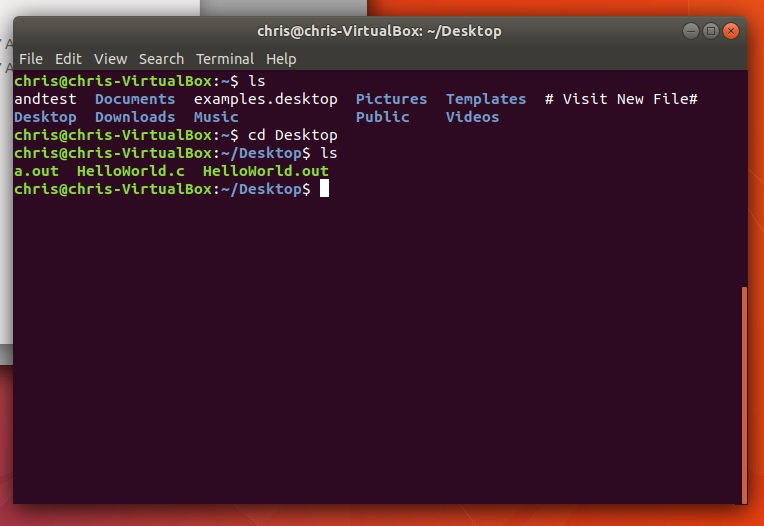 chris@chris-VirtualBox: ~/Desktop
File Edit View Search Terminal Help
chris@chris-VirtualBox:~$ ls
andtest Documents examples.desktop Pictures Templates # Visit New File#
Desktop Downloads Music Public Videos
chris@chris-VirtualBox:~$ cd Desktop
chris@chris-VirtualBox:~/Desktop$ ls
a.out HelloWorld.c HelloWorld.out
chris@chris-VirtualBox:~/Desktop$